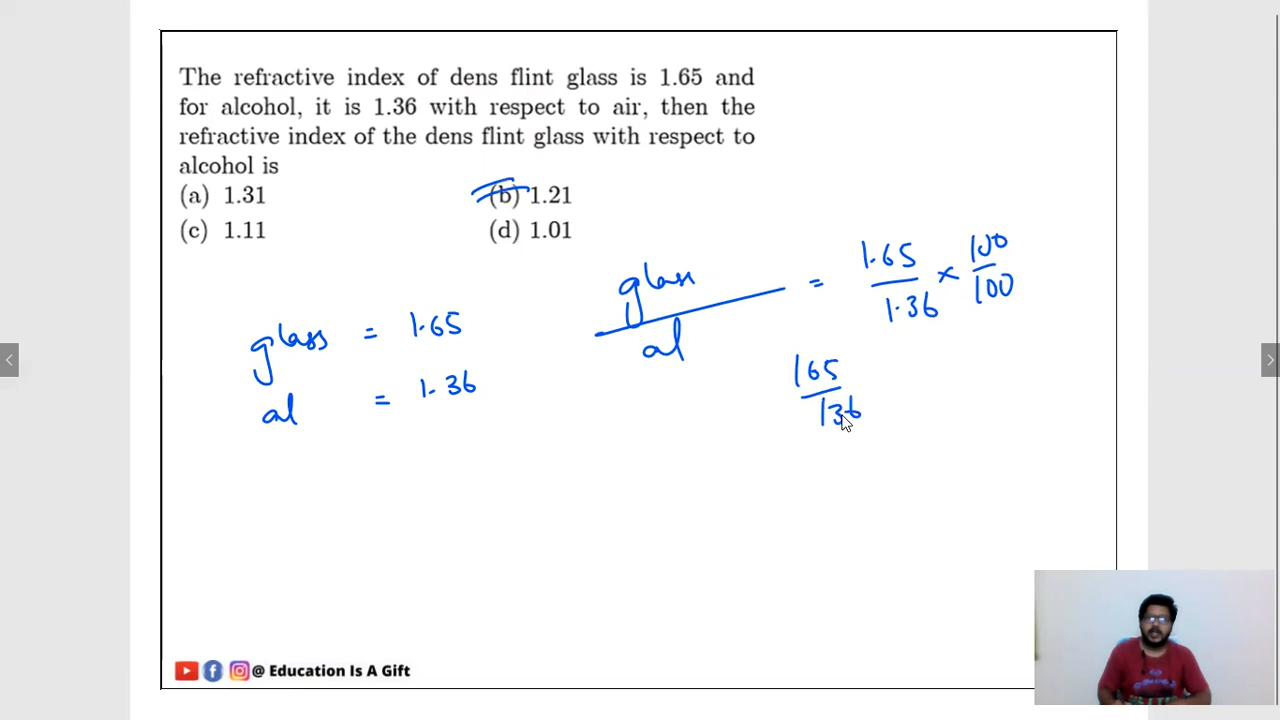 The refractive index of dens flint glass is 1.65 and
for alcohol, it is 1.36 with respect to air, then the
refractive index of the dens flint glass with respect to
alcohol is
(a) 1.31 (b) 1.21
(c) 1.11 (d) 1.01
glass = 1.65
al = 1.36
glass / al = 1.65 / 1.36 × 100 / 100
165 / 136
@ Education Is A Gift